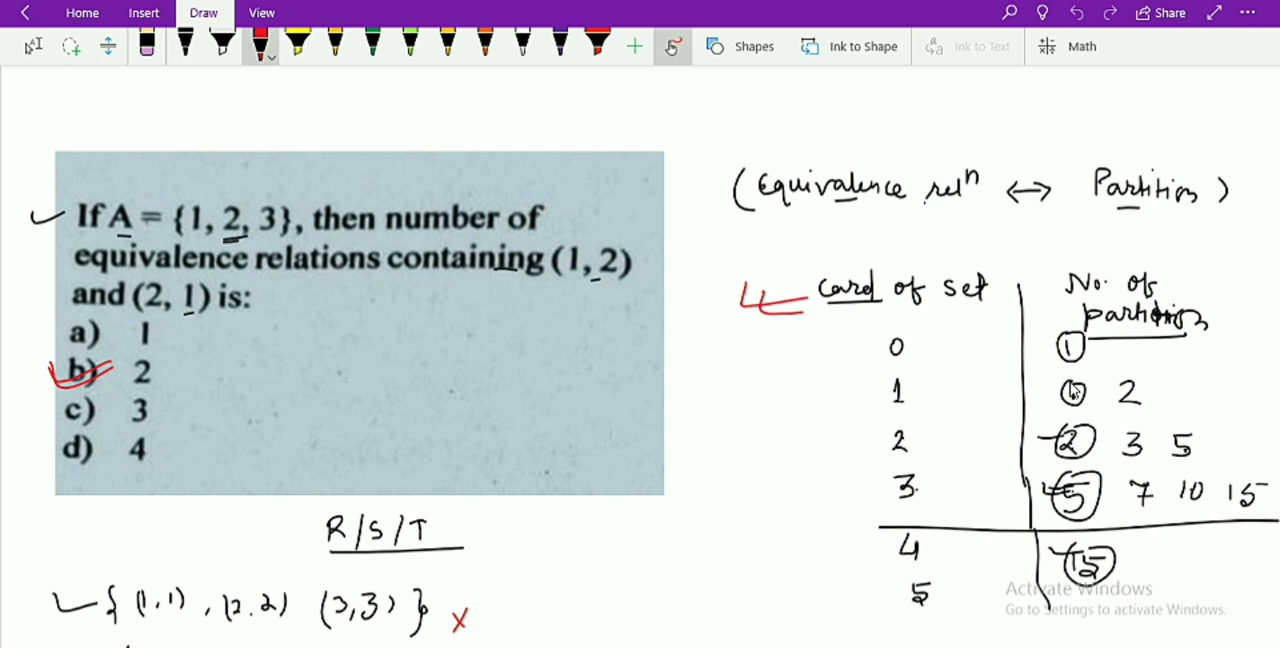 Home Insert Draw View
Share
Shapes Ink to Shape Ink to Text Math
If A = {1, 2, 3}, then number of
equivalence relations containing (1, 2)
and (2, 1) is:
a) 1
b) 2
c) 3
d) 4
R/S/T
{ (1,1) , (2,2) (3,3) } x
(Equivalence relⁿ ↔ Partition)
card of set No. of
partition
0 1
1 1 2
2 2 3 5
3 5 7 10 15
4 15
5
Activate Windows
Go to Settings to activate Windows.